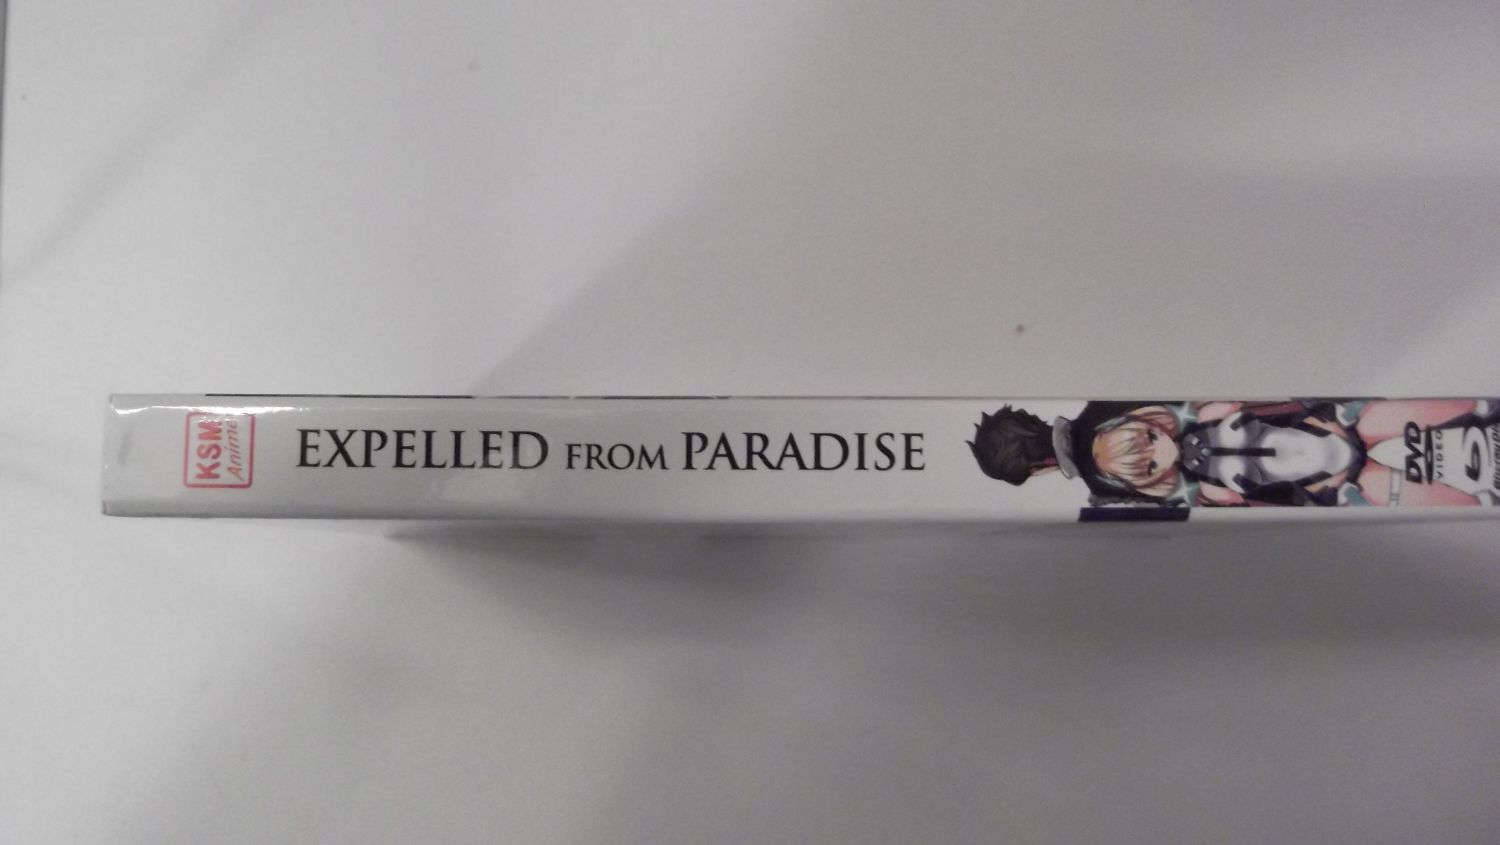 KSM
Anime
EXPELLED FROM PARADISE
DVD
VIDEO